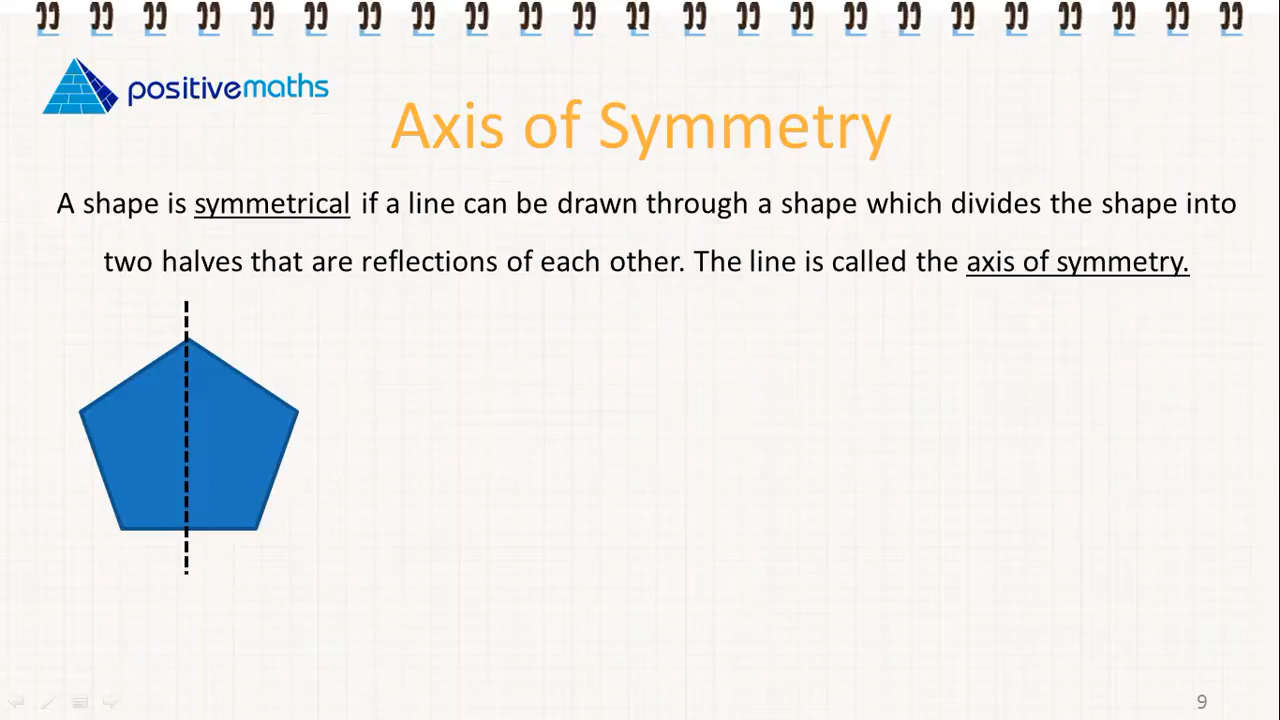 positivemaths
Axis of Symmetry
A shape is symmetrical if a line can be drawn through a shape which divides the shape into
two halves that are reflections of each other. The line is called the axis of symmetry.
9